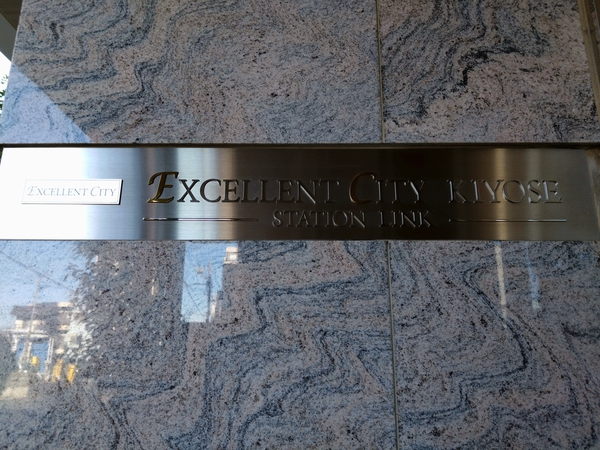 EXCELLENT CITY
EXCELLENT CITY KIYOSE
STATION LINK